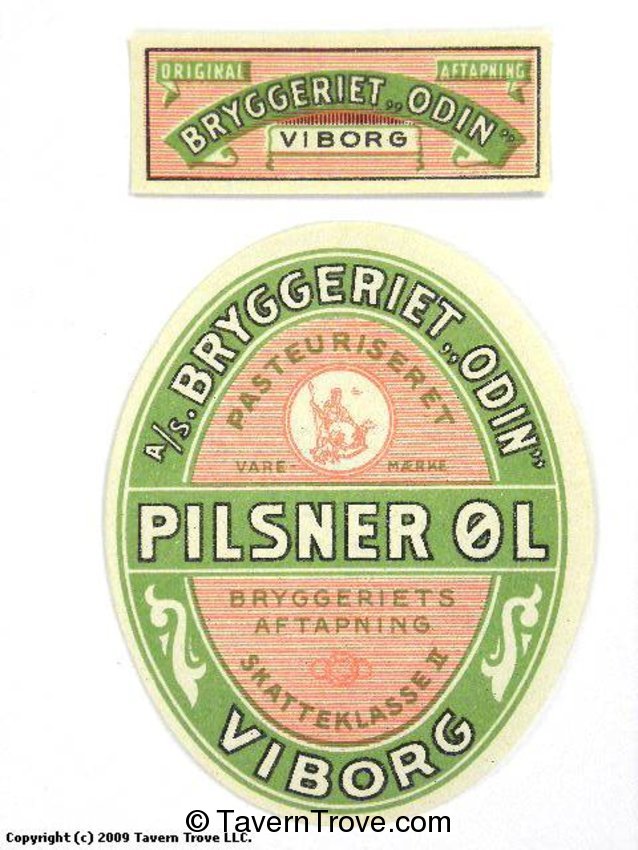 ORIGINAL
AFTAPNING
BRYGGERIET „ODIN”
VIBORG
A/S. BRYGGERIET „ODIN”
PASTEURISERET
VARE- MÆRKE
PILSNER ØL
BRYGGERIETS
AFTAPNING
SKATTEKLASSE II
VIBORG
© TavernTrove.com
Copyright (c) 2009 Tavern Trove LLC.